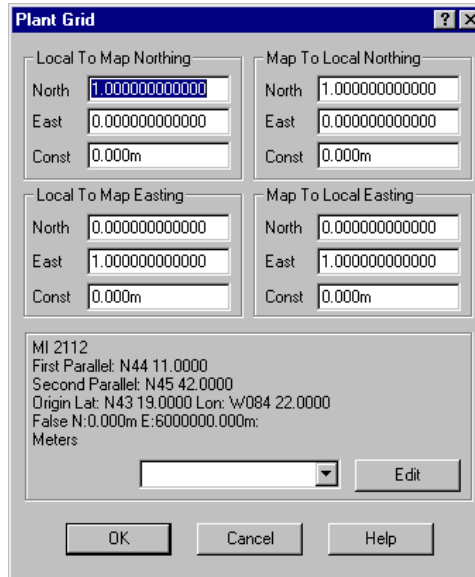 Plant Grid
Local To Map Northing
North 1.000000000000
East 0.000000000000
Const 0.000m
Map To Local Northing
North 1.000000000000
East 0.000000000000
Const 0.000m
Local To Map Easting
North 0.000000000000
East 1.000000000000
Const 0.000m
Map To Local Easting
North 0.000000000000
East 1.000000000000
Const 0.000m
MI 2112
First Parallel: N44 11.0000
Second Parallel: N45 42.0000
Origin Lat: N43 19.0000 Lon: W084 22.0000
False N:0.000m E:6000000.000m:
Meters
Edit
OK Cancel Help